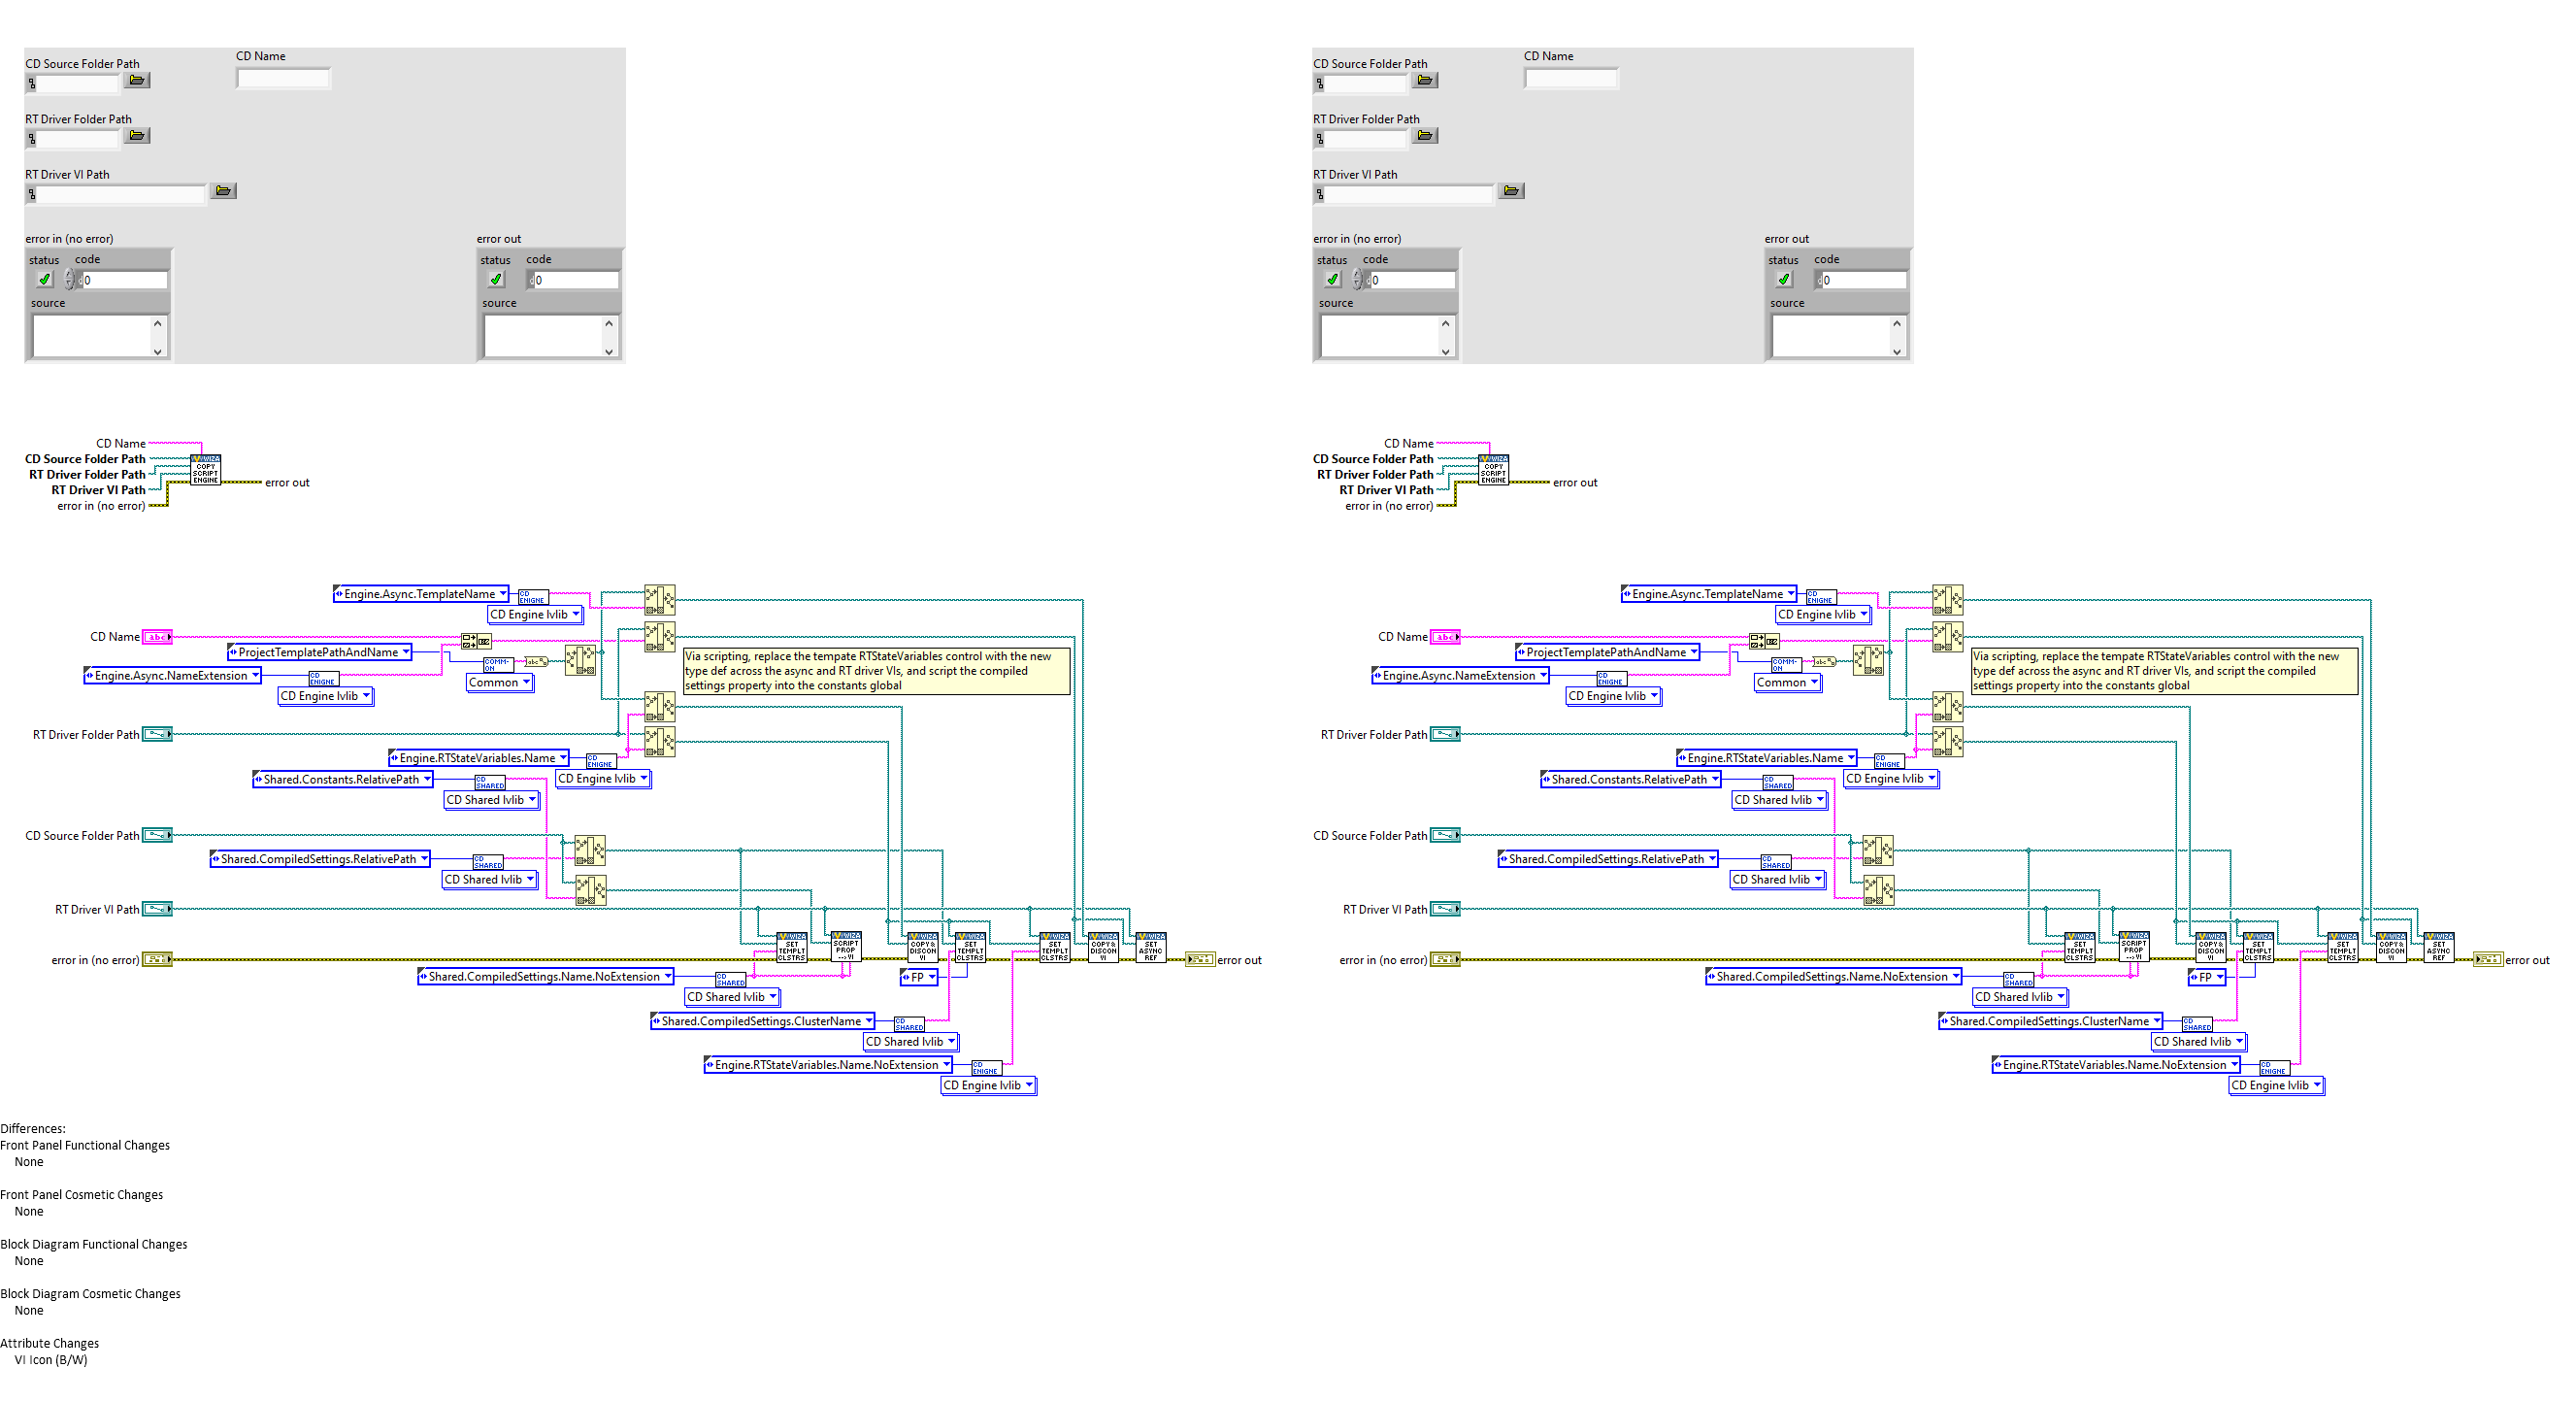 CD Source Folder Path
CD Name
RT Driver Folder Path
RT Driver VI Path
error in (no error)
error out
status
code
0
source
status
code
0
source
CD Source Folder Path
CD Name
RT Driver Folder Path
RT Driver VI Path
error in (no error)
error out
status
code
0
source
status
code
0
source
CD Name
CD Source Folder Path
RT Driver Folder Path
RT Driver VI Path
error in (no error)
COPY
SCRIPT
ENGINE
error out
CD Name
CD Source Folder Path
RT Driver Folder Path
RT Driver VI Path
error in (no error)
COPY
SCRIPT
ENGINE
error out
Engine.Async.TemplateName
CD
ENIGNE
CD Engine lvlib
CD Name
abc
ProjectTemplatePathAndName
COMM-
ON
abc
Common
Engine.Async.NameExtension
CD
ENIGNE
CD Engine lvlib
Via scripting, replace the tempate RTStateVariables control with the new
type def across the async and RT driver VIs, and script the compiled
settings property into the constants global
RT Driver Folder Path
Engine.RTStateVariables.Name
CD
ENIGNE
CD Engine lvlib
Shared.Constants.RelativePath
CD
SHARED
CD Shared lvlib
CD Source Folder Path
Shared.CompiledSettings.RelativePath
CD
SHARED
CD Shared lvlib
RT Driver VI Path
error in (no error)
SET
TEMPLT
CLSTRS
SCRIPT
PROP
--> VI
COPY&
DISCON
VI
SET
TEMPLT
CLSTRS
SET
TEMPLT
CLSTRS
COPY&
DISCON
VI
SET
ASYNC
REF
error out
Shared.CompiledSettings.Name.NoExtension
CD
SHARED
CD Shared lvlib
FP
Shared.CompiledSettings.ClusterName
CD
SHARED
CD Shared lvlib
Engine.RTStateVariables.Name.NoExtension
CD
ENIGNE
CD Engine lvlib
Engine.Async.TemplateName
CD
ENIGNE
CD Engine lvlib
CD Name
abc
ProjectTemplatePathAndName
COMM-
ON
abc
Common
Engine.Async.NameExtension
CD
ENIGNE
CD Engine lvlib
Via scripting, replace the tempate RTStateVariables control with the new
type def across the async and RT driver VIs, and script the compiled
settings property into the constants global
RT Driver Folder Path
Engine.RTStateVariables.Name
CD
ENIGNE
CD Engine lvlib
Shared.Constants.RelativePath
CD
SHARED
CD Shared lvlib
CD Source Folder Path
Shared.CompiledSettings.RelativePath
CD
SHARED
CD Shared lvlib
RT Driver VI Path
error in (no error)
SET
TEMPLT
CLSTRS
SCRIPT
PROP
--> VI
COPY&
DISCON
VI
SET
TEMPLT
CLSTRS
SET
TEMPLT
CLSTRS
COPY&
DISCON
VI
SET
ASYNC
REF
error out
Shared.CompiledSettings.Name.NoExtension
CD
SHARED
CD Shared lvlib
FP
Shared.CompiledSettings.ClusterName
CD
SHARED
CD Shared lvlib
Engine.RTStateVariables.Name.NoExtension
CD
ENIGNE
CD Engine lvlib
Differences:
Front Panel Functional Changes
None
Front Panel Cosmetic Changes
None
Block Diagram Functional Changes
None
Block Diagram Cosmetic Changes
None
Attribute Changes
VI Icon (B/W)